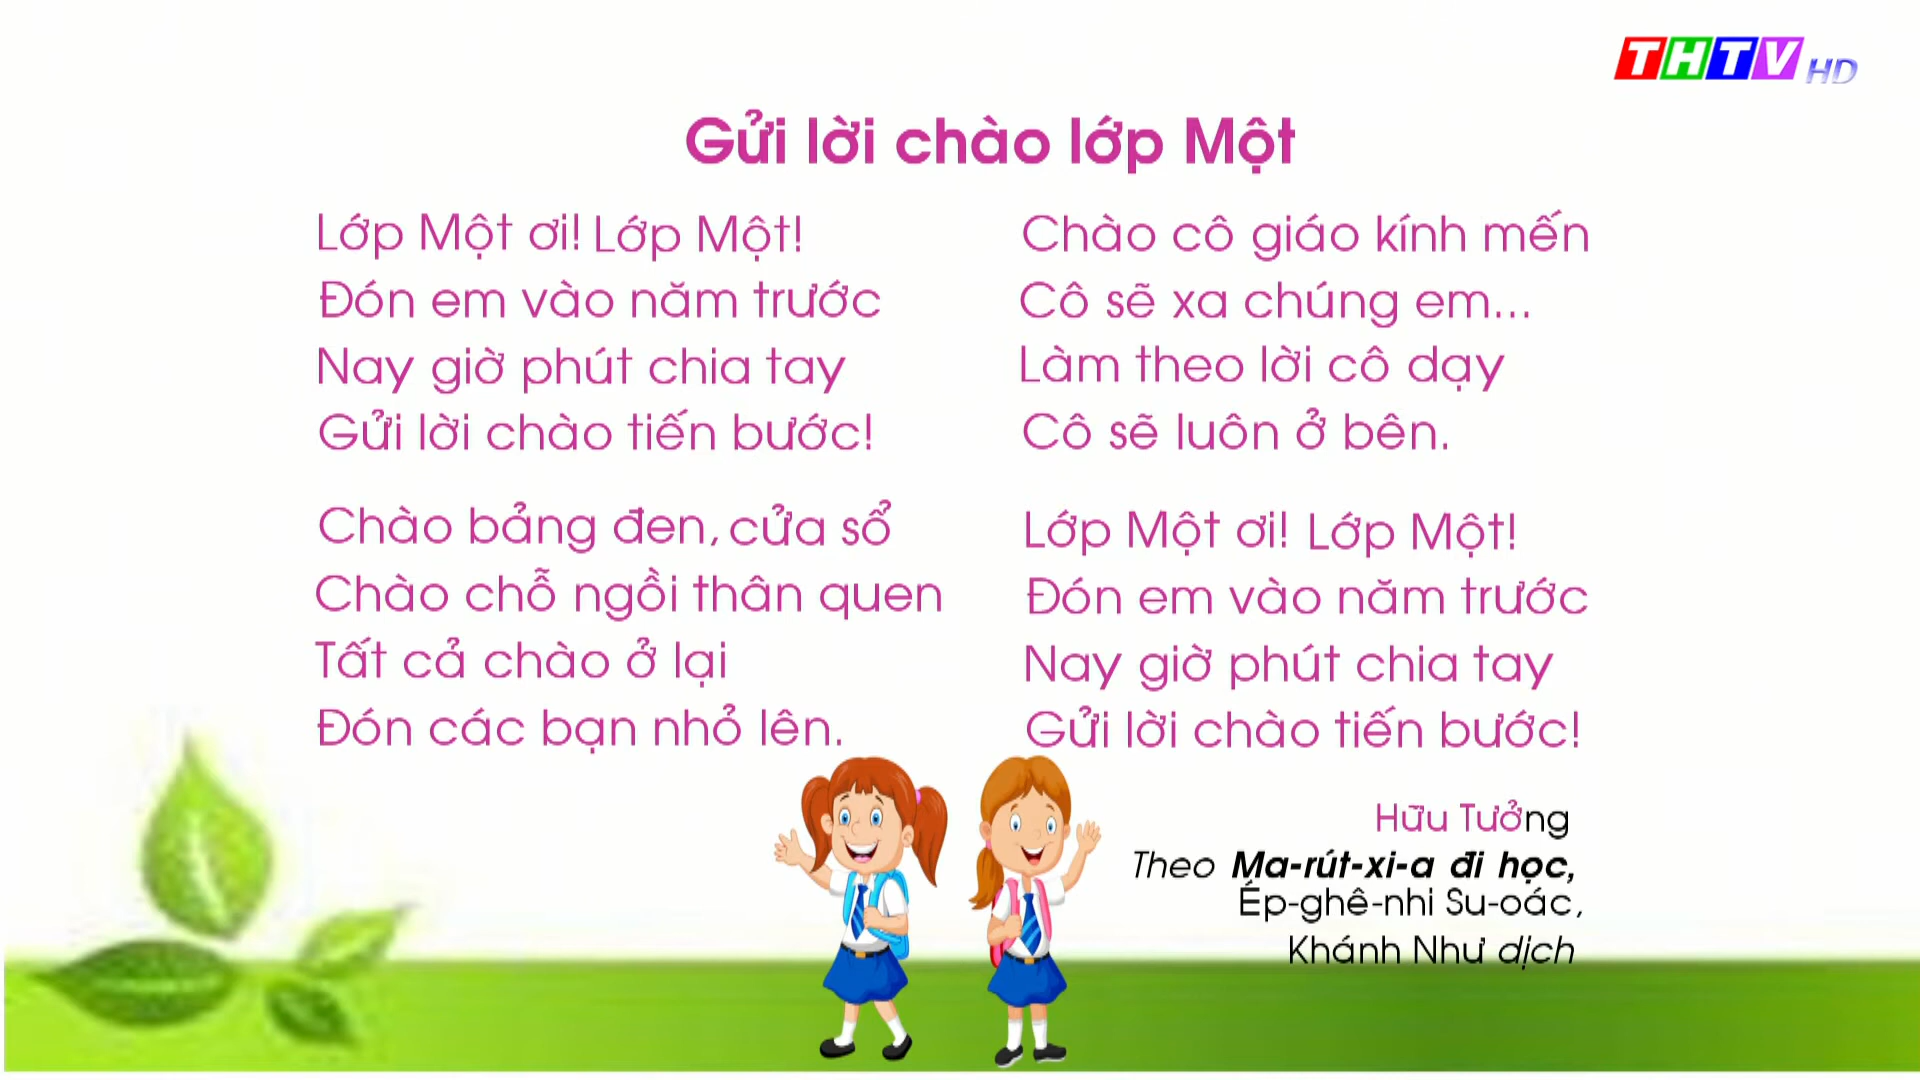 THTV HD
Gửi lời chào lớp Một
Lớp Một ơi! Lớp Một!
Đón em vào năm trước
Nay giờ phút chia tay
Gửi lời chào tiến bước!
Chào bảng đen, cửa sổ
Chào chỗ ngồi thân quen
Tất cả chào ở lại
Đón các bạn nhỏ lên.
Chào cô giáo kính mến
Cô sẽ xa chúng em...
Làm theo lời cô dạy
Cô sẽ luôn ở bên.
Lớp Một ơi! Lớp Một!
Đón em vào năm trước
Nay giờ phút chia tay
Gửi lời chào tiến bước!
Hữu Tưởng
Theo Ma-rút-xi-a đi học,
Ép-ghê-nhi Su-oác,
Khánh Như dịch